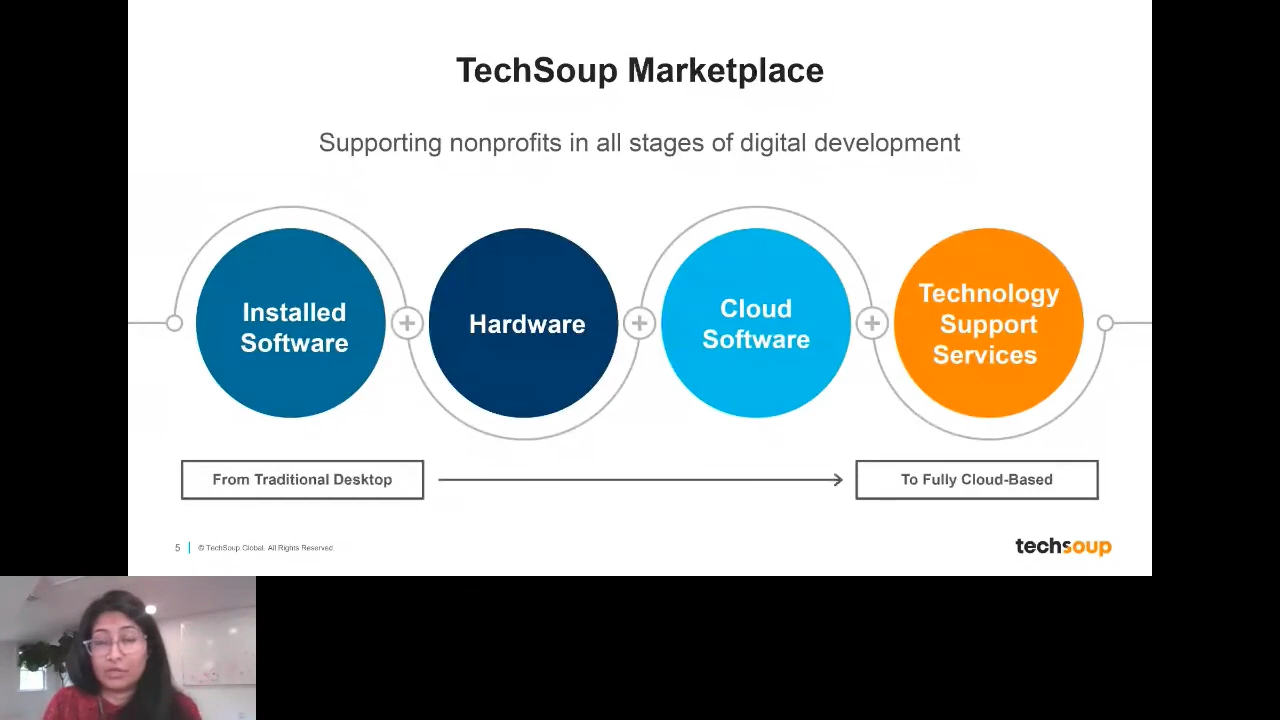 TechSoup Marketplace
Supporting nonprofits in all stages of digital development
Installed
Software
Hardware
Cloud
Software
Technology
Support
Services
From Traditional Desktop
To Fully Cloud-Based
5
© TechSoup Global. All Rights Reserved.
techsoup